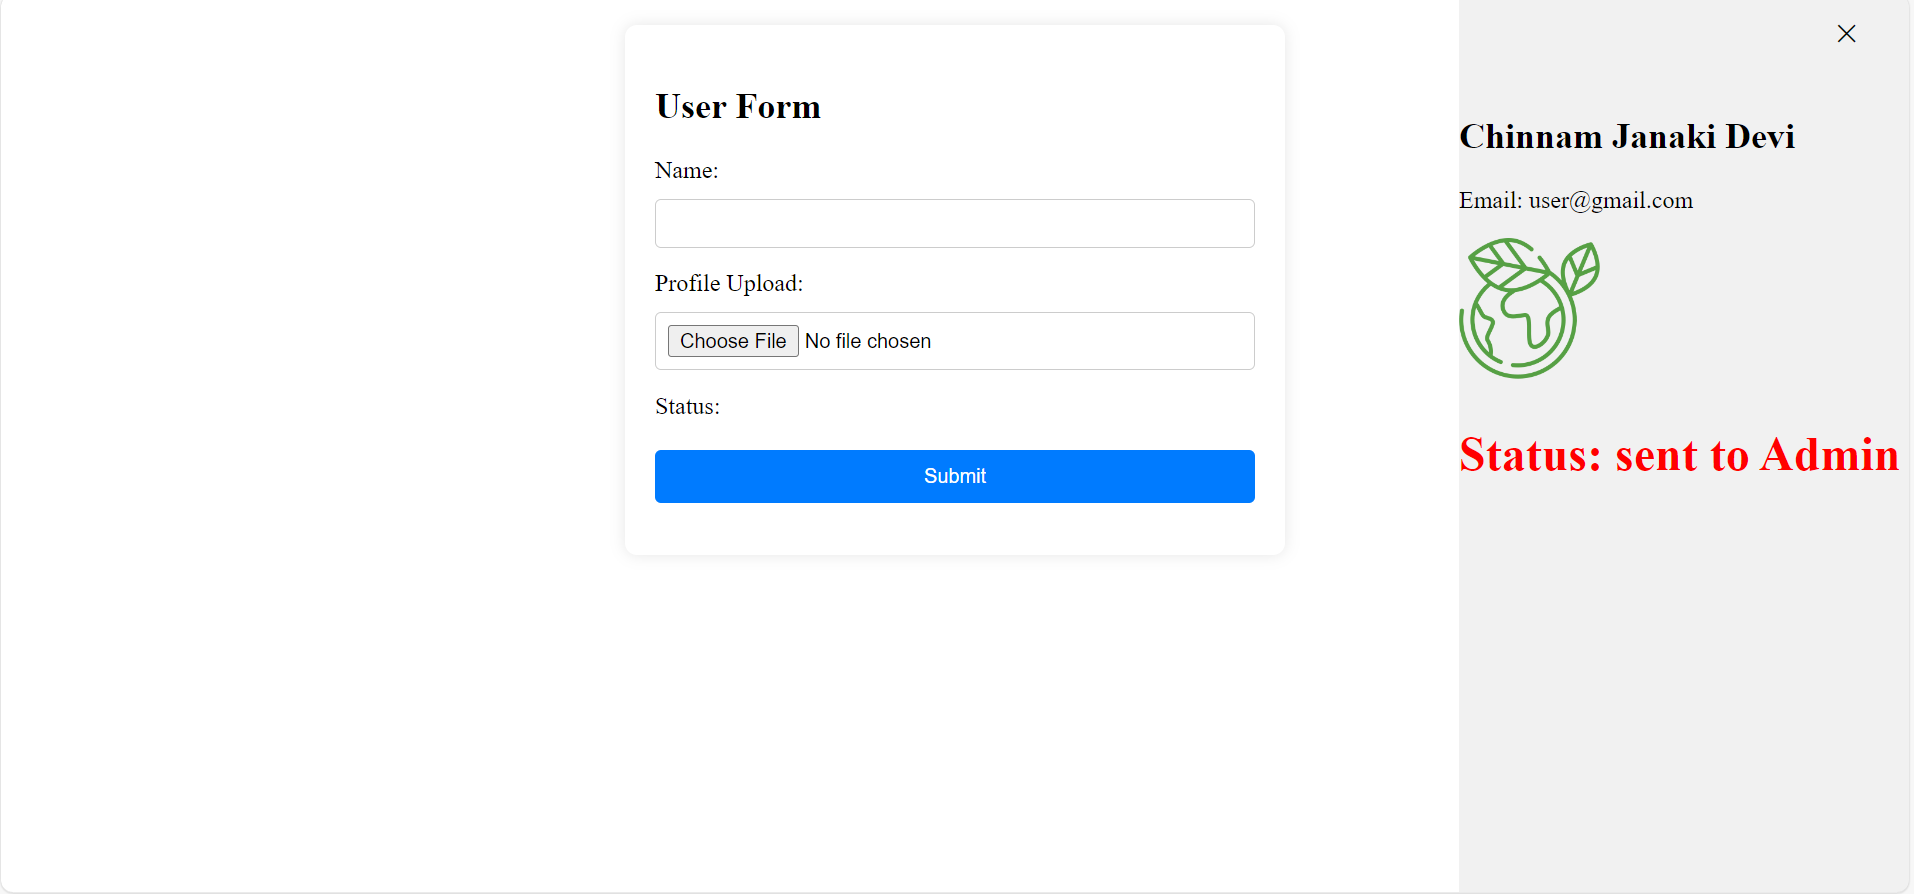 User Form
Name:
Profile Upload:
Choose File No file chosen
Status:
Submit
Chinnam Janaki Devi
Email: user@gmail.com
Status: sent to Admin